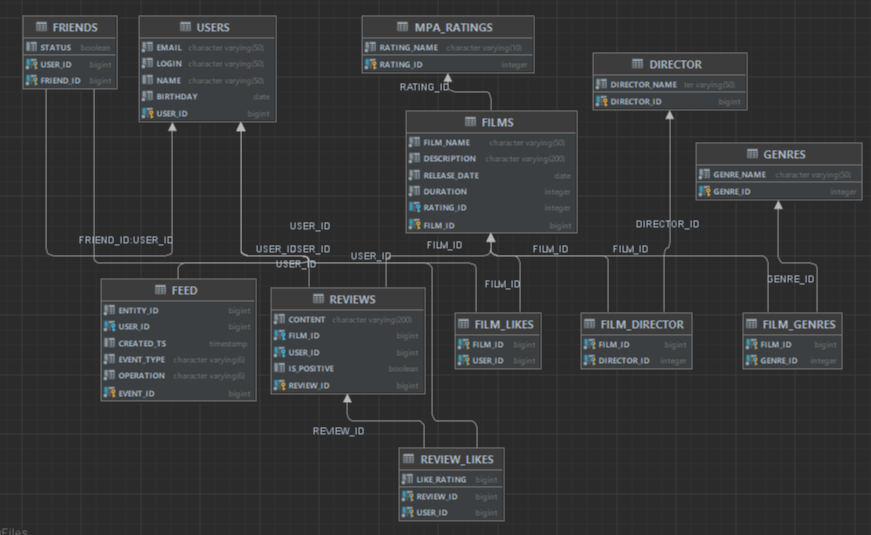 FRIENDS
STATUS boolean
USER_ID bigint
FRIEND_ID bigint
USERS
EMAIL character varying(50)
LOGIN character varying(50)
NAME character varying(50)
BIRTHDAY date
USER_ID bigint
MPA_RATINGS
RATING_NAME character varying(10)
RATING_ID integer
DIRECTOR
DIRECTOR_NAME ter varying(50)
DIRECTOR_ID bigint
RATING_ID
FILMS
FILM_NAME character varying(50)
DESCRIPTION character varying(200)
RELEASE_DATE date
DURATION integer
RATING_ID integer
FILM_ID bigint
GENRES
GENRE_NAME character varying(50)
GENRE_ID integer
FRIEND_ID:USER_ID
USER_ID
USER_ID
USER_ID
USER_ID
USER_ID
FILM_ID
FILM_ID
FILM_ID
FILM_ID
DIRECTOR_ID
GENRE_ID
FEED
ENTITY_ID bigint
USER_ID bigint
CREATED_TS timestamp
EVENT_TYPE character varying(6)
OPERATION character varying(6)
EVENT_ID bigint
REVIEWS
CONTENT character varying(200)
FILM_ID bigint
USER_ID bigint
IS_POSITIVE boolean
REVIEW_ID bigint
FILM_LIKES
FILM_ID bigint
USER_ID bigint
FILM_DIRECTOR
FILM_ID bigint
DIRECTOR_ID integer
FILM_GENRES
FILM_ID bigint
GENRE_ID integer
REVIEW_ID
REVIEW_LIKES
LIKE_RATING bigint
REVIEW_ID bigint
USER_ID bigint
Files